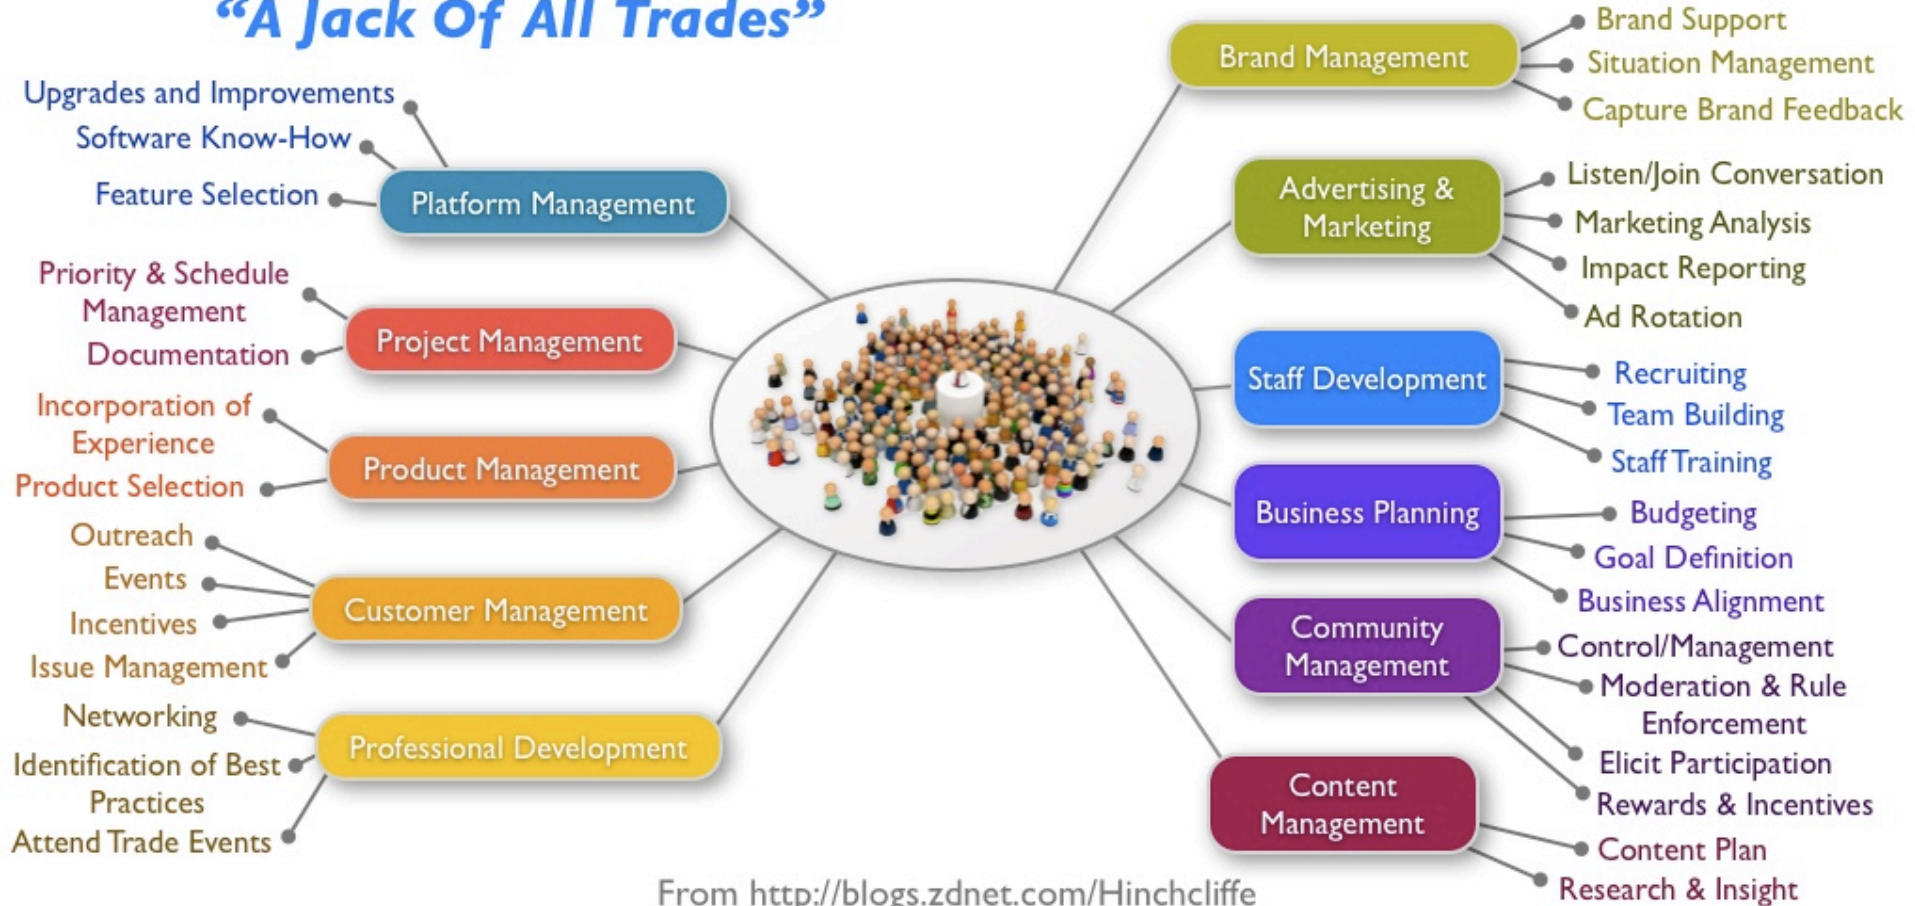 “A Jack Of All Trades”
Upgrades and Improvements
Software Know-How
Feature Selection
Platform Management
Priority & Schedule
Management
Documentation
Project Management
Incorporation of
Experience
Product Selection
Product Management
Outreach
Events
Incentives
Issue Management
Customer Management
Networking
Identification of Best
Practices
Attend Trade Events
Professional Development
Brand Management
Brand Support
Situation Management
Capture Brand Feedback
Advertising &
Marketing
Listen/Join Conversation
Marketing Analysis
Impact Reporting
Ad Rotation
Staff Development
Recruiting
Team Building
Staff Training
Business Planning
Budgeting
Goal Definition
Business Alignment
Community
Management
Control/Management
Moderation & Rule
Enforcement
Elicit Participation
Rewards & Incentives
Content
Management
Content Plan
Research & Insight
From http://blogs.zdnet.com/Hinchcliffe